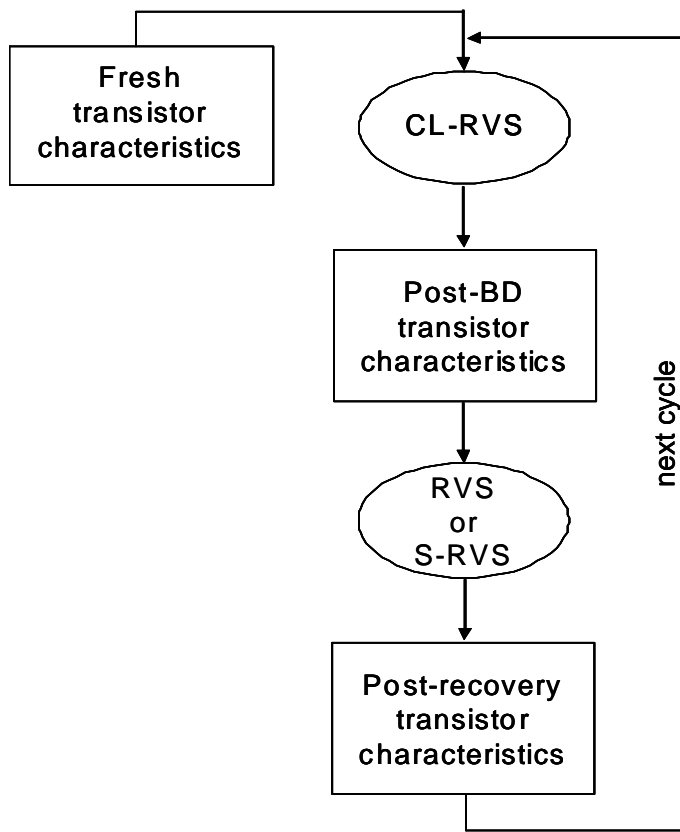 Fresh
transistor
characteristics
CL-RVS
Post-BD
transistor
characteristics
RVS
or
S-RVS
Post-recovery
transistor
characteristics
next cycle